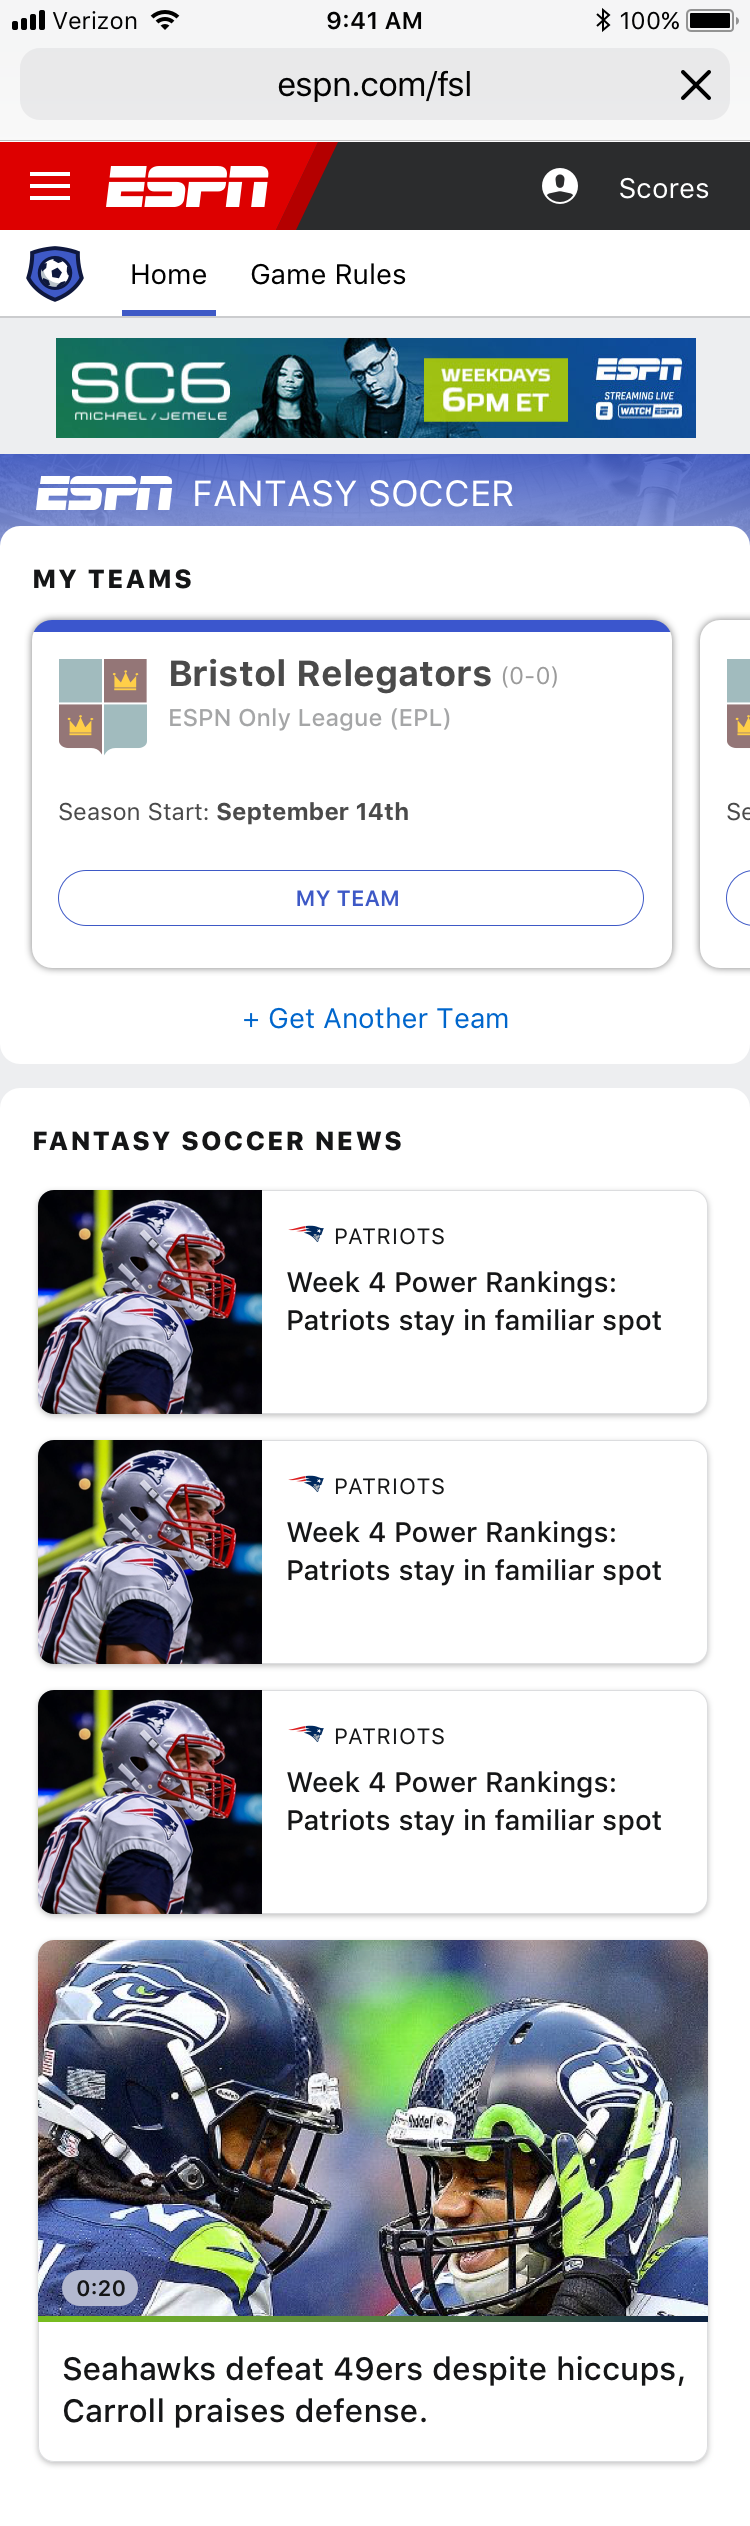 Verizon 9:41 AM 100%
espn.com/fsl
ESPN Scores
Home Game Rules
SC6
MICHAEL / JEMELE
WEEKDAYS
6PM ET
ESPN
STREAMING LIVE
E WATCH ESPN
ESPN FANTASY SOCCER
MY TEAMS
Bristol Relegators (0-0)
ESPN Only League (EPL)
Season Start: September 14th
Se
MY TEAM
+ Get Another Team
FANTASY SOCCER NEWS
PATRIOTS
Week 4 Power Rankings:
Patriots stay in familiar spot
PATRIOTS
Week 4 Power Rankings:
Patriots stay in familiar spot
PATRIOTS
Week 4 Power Rankings:
Patriots stay in familiar spot
Riddell
0:20
Seahawks defeat 49ers despite hiccups,
Carroll praises defense.